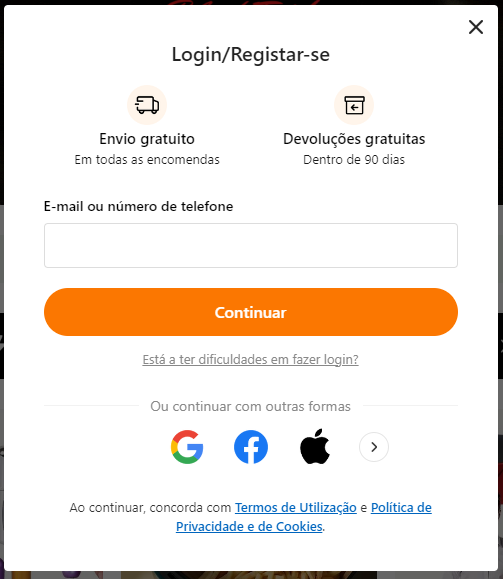 Login/Registar-se
Envio gratuito
Em todas as encomendas
Devoluções gratuitas
Dentro de 90 dias
E-mail ou número de telefone
Continuar
Está a ter dificuldades em fazer login?
Ou continuar com outras formas
Ao continuar, concorda com Termos de Utilização e Política de
Privacidade e de Cookies.